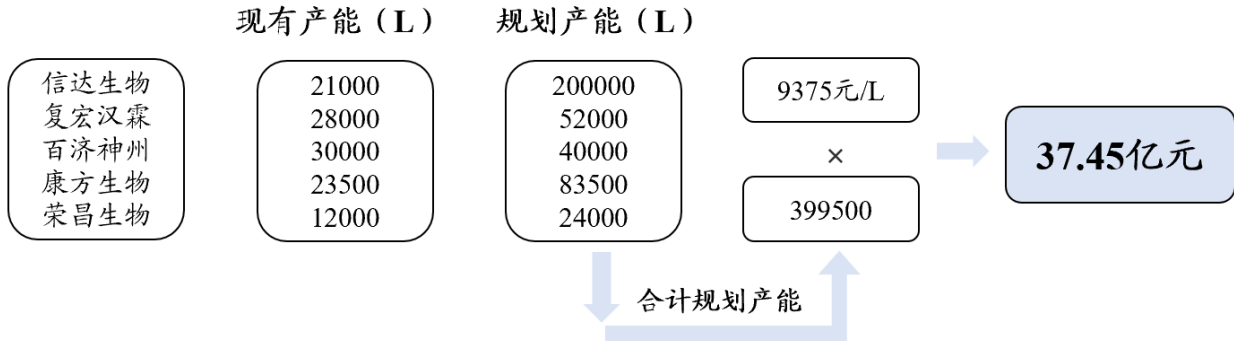 现有产能（L）
规划产能（L）
信达生物
复宏汉霖
百济神州
康方生物
荣昌生物
21000
28000
30000
23500
12000
200000
52000
40000
83500
24000
9375元/L
×
399500
37.45亿元
合计规划产能